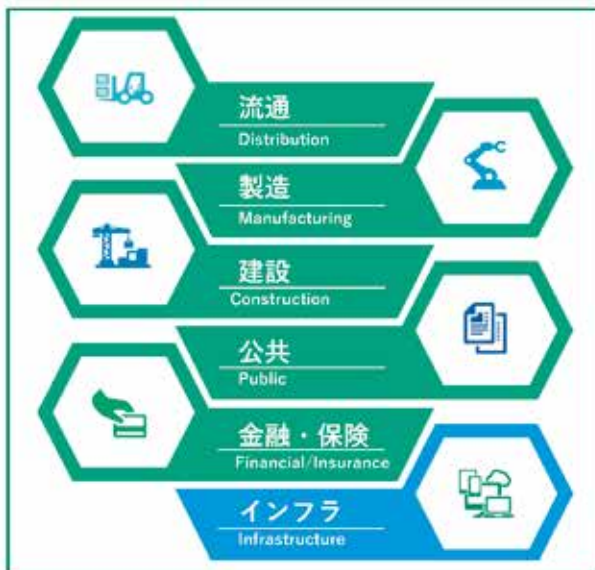 流通
Distribution
製造
Manufacturing
建設
Construction
公共
Public
金融・保険
Financial/Insurance
インフラ
Infrastructure